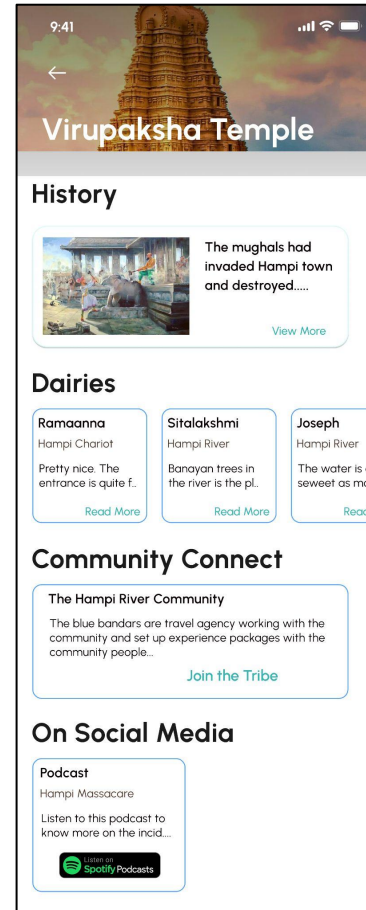 9:41
Virupaksha Temple
History
The mughals had
invaded Hampi town
and destroyed.....
View More
Dairies
Ramaanna
Hampi Chariot
Pretty nice. The
entrance is quite f..
Read More
Sitalakshmi
Hampi River
Banayan trees in
the river is the pl..
Read More
Joseph
Hampi River
The water is
seweet as
Read
Community Connect
The Hampi River Community
The blue bandars are travel agency working with the
community and set up experience packages with the
community people...
Join the Tribe
On Social Media
Podcast
Hampi Massacare
Listen to this podcast to
know more on the incid....
Listen on
Spotify Podcasts